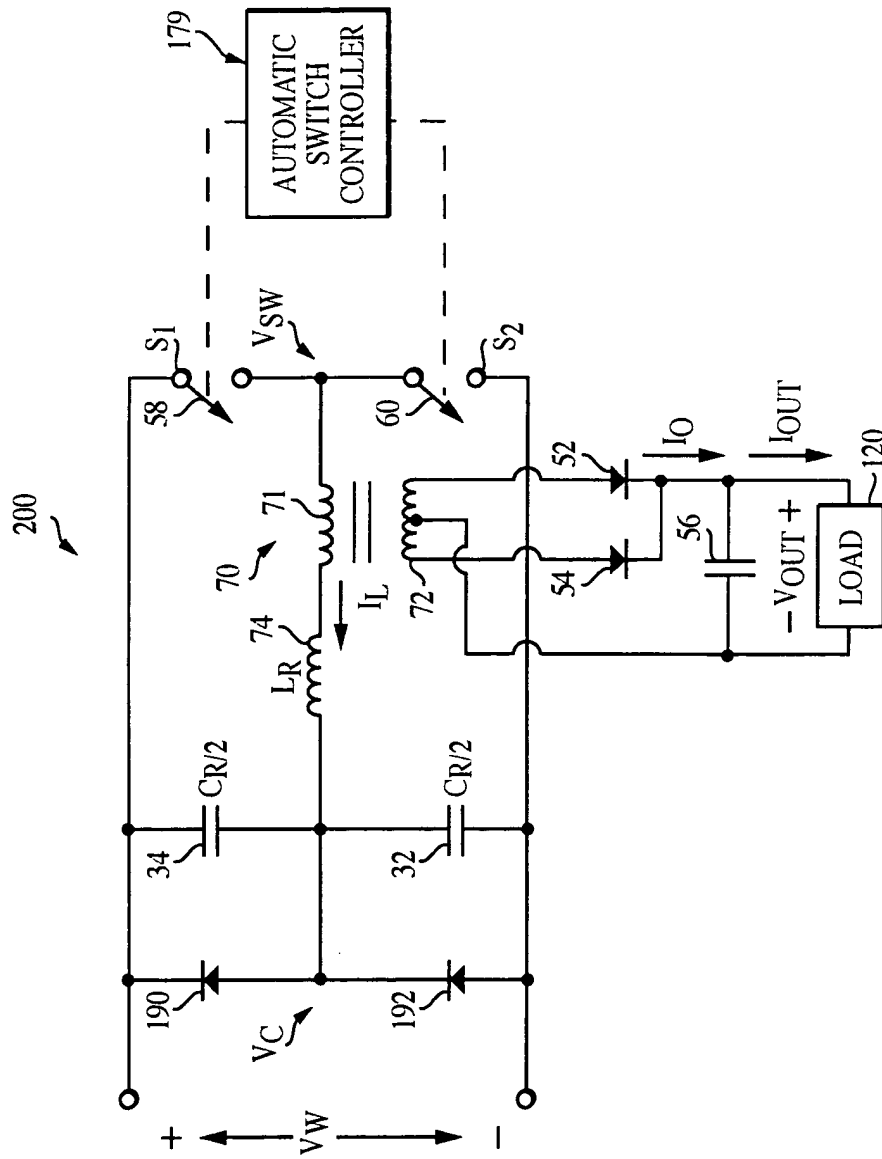 200
179
AUTOMATIC
SWITCH
CONTROLLER
S1
58
VSW
60
S2
70
71
74
LR
IL
72
34
CR/2
32
CR/2
190
192
VC
+
VW
−
52
54
IO
IOUT
56
− VOUT +
LOAD
120